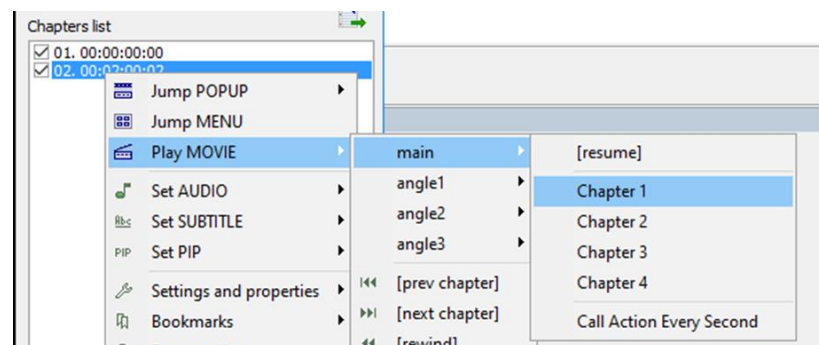 Chapters list
01. 00:00:00:00
02. 00:02:00:02
Jump POPUP
Jump MENU
Play MOVIE
Set AUDIO
Abc Set SUBTITLE
PIP Set PIP
Settings and properties
Bookmarks
main
angle1
angle2
angle3
[prev chapter]
[next chapter]
[rewind]
[resume]
Chapter 1
Chapter 2
Chapter 3
Chapter 4
Call Action Every Second